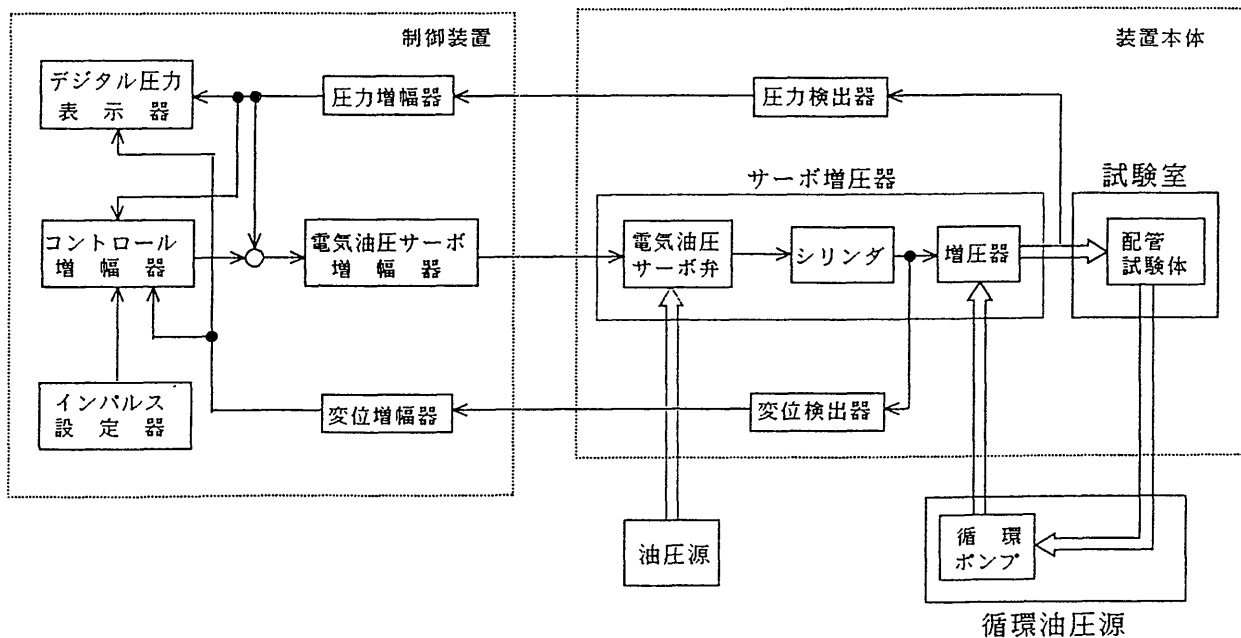 制御装置
装置本体
デジタル圧力
表示器
圧力増幅器
圧力検出器
サーボ増圧器
試験室
コントロール
増幅器
電気油圧サーボ
増幅器
電気油圧
サーボ弁
シリンダ
増圧器
配管
試験体
インパルス
設定器
変位増幅器
変位検出器
油圧源
循環
ポンプ
循環油圧源